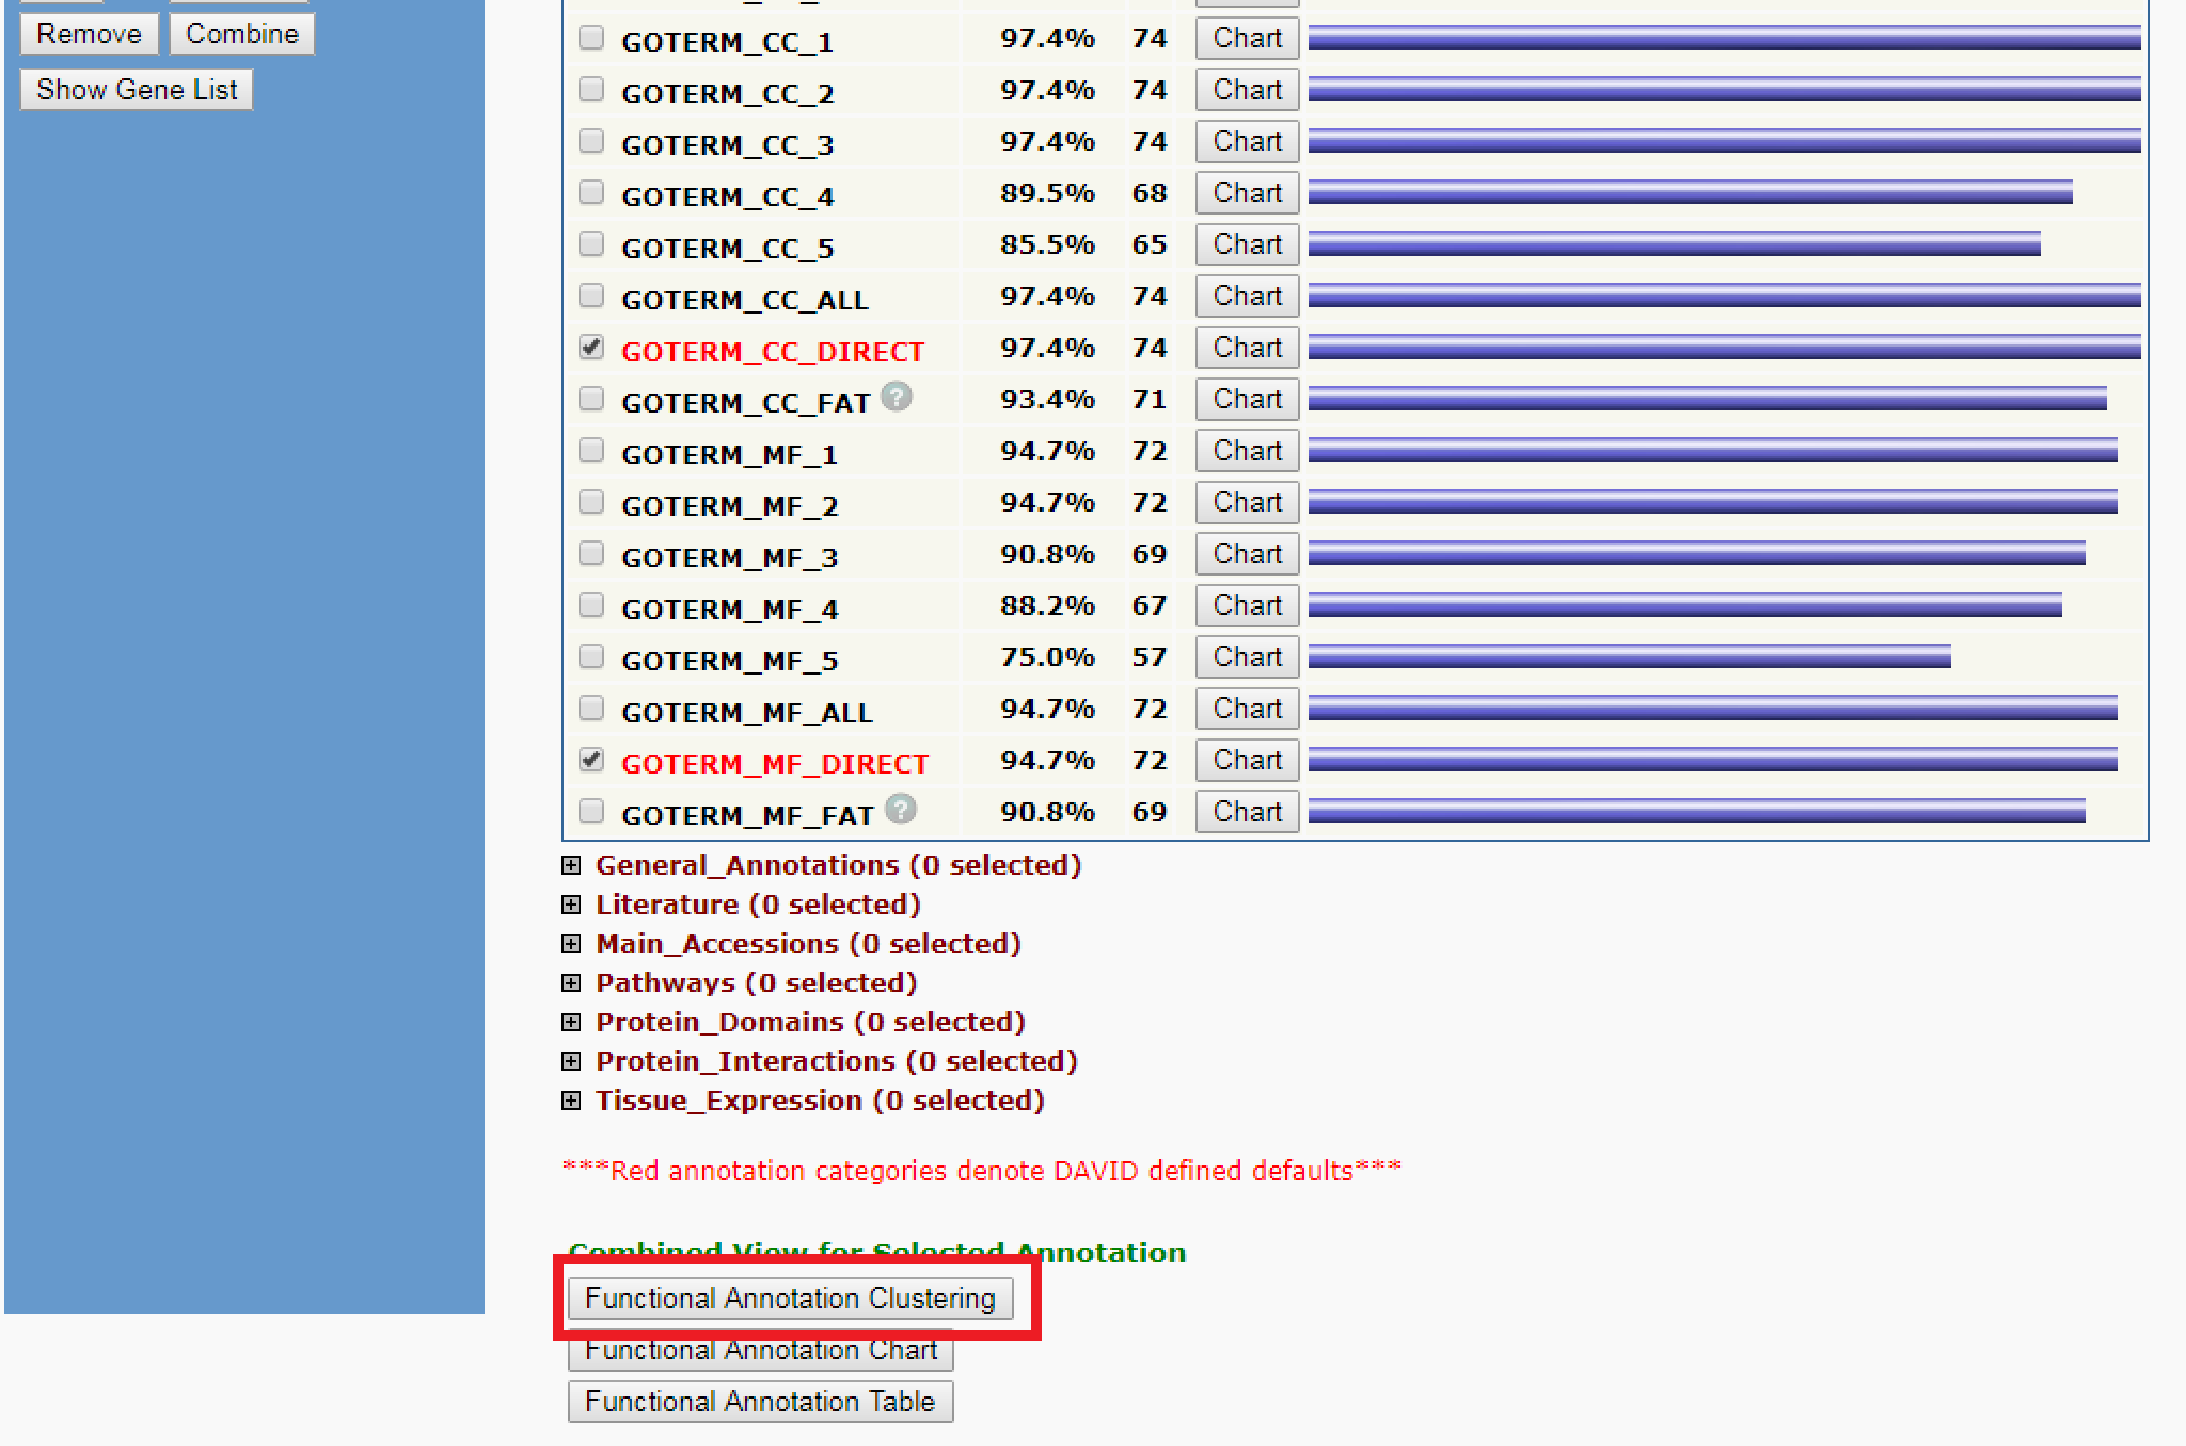 Remove Combine
Show Gene List
GOTERM_CC_1 97.4% 74 Chart
GOTERM_CC_2 97.4% 74 Chart
GOTERM_CC_3 97.4% 74 Chart
GOTERM_CC_4 89.5% 68 Chart
GOTERM_CC_5 85.5% 65 Chart
GOTERM_CC_ALL 97.4% 74 Chart
GOTERM_CC_DIRECT 97.4% 74 Chart
GOTERM_CC_FAT ? 93.4% 71 Chart
GOTERM_MF_1 94.7% 72 Chart
GOTERM_MF_2 94.7% 72 Chart
GOTERM_MF_3 90.8% 69 Chart
GOTERM_MF_4 88.2% 67 Chart
GOTERM_MF_5 75.0% 57 Chart
GOTERM_MF_ALL 94.7% 72 Chart
GOTERM_MF_DIRECT 94.7% 72 Chart
GOTERM_MF_FAT ? 90.8% 69 Chart
General_Annotations (0 selected)
Literature (0 selected)
Main_Accessions (0 selected)
Pathways (0 selected)
Protein_Domains (0 selected)
Protein_Interactions (0 selected)
Tissue_Expression (0 selected)
***Red annotation categories denote DAVID defined defaults***
Combined View for Selected Annotation
Functional Annotation Clustering
Functional Annotation Chart
Functional Annotation Table